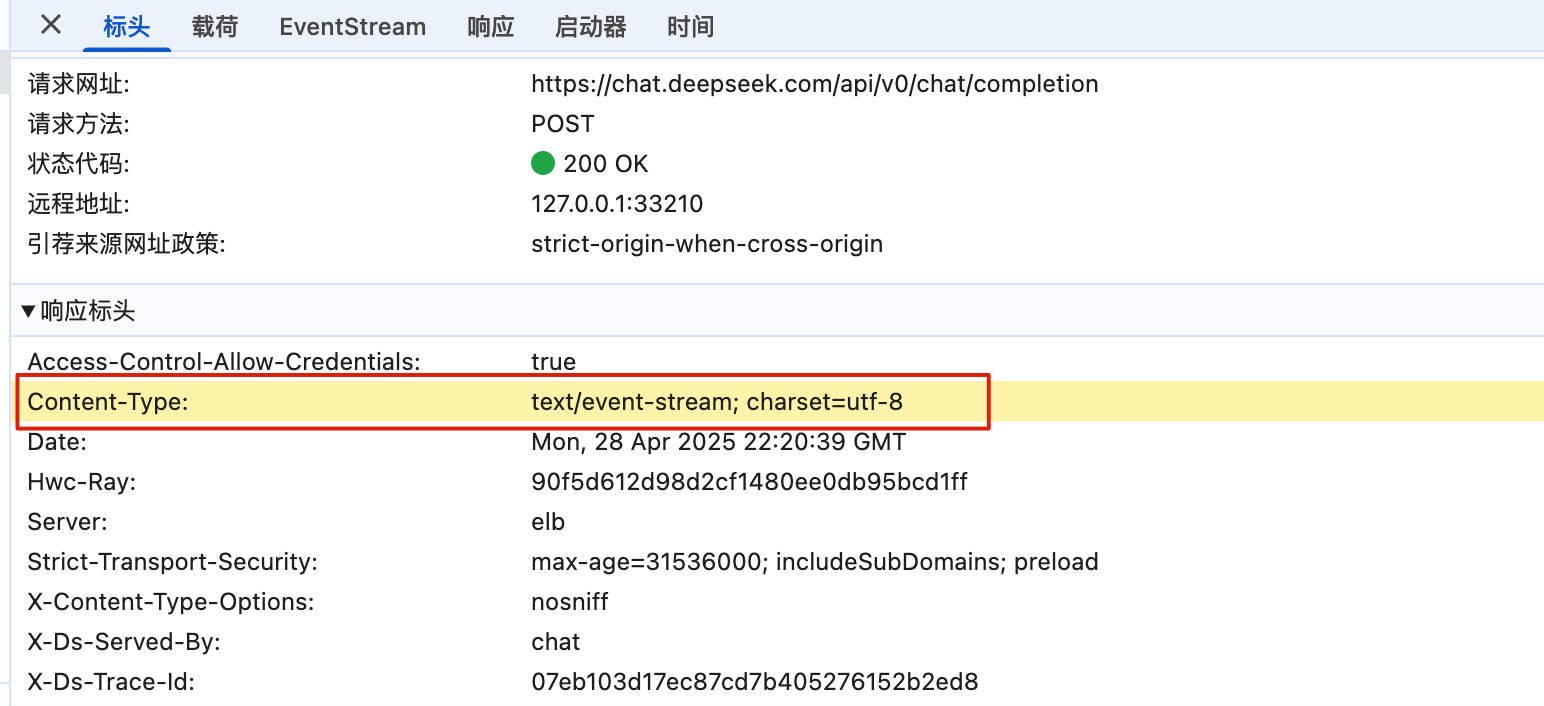 标头 载荷 EventStream 响应 启动器 时间
请求网址: https://chat.deepseek.com/api/v0/chat/completion
请求方法: POST
状态代码: 200 OK
远程地址: 127.0.0.1:33210
引荐来源网址政策: strict-origin-when-cross-origin
▼响应标头
Access-Control-Allow-Credentials: true
Content-Type: text/event-stream; charset=utf-8
Date: Mon, 28 Apr 2025 22:20:39 GMT
Hwc-Ray: 90f5d612d98d2cf1480ee0db95bcd1ff
Server: elb
Strict-Transport-Security: max-age=31536000; includeSubDomains; preload
X-Content-Type-Options: nosniff
X-Ds-Served-By: chat
X-Ds-Trace-Id: 07eb103d17ec87cd7b405276152b2ed8